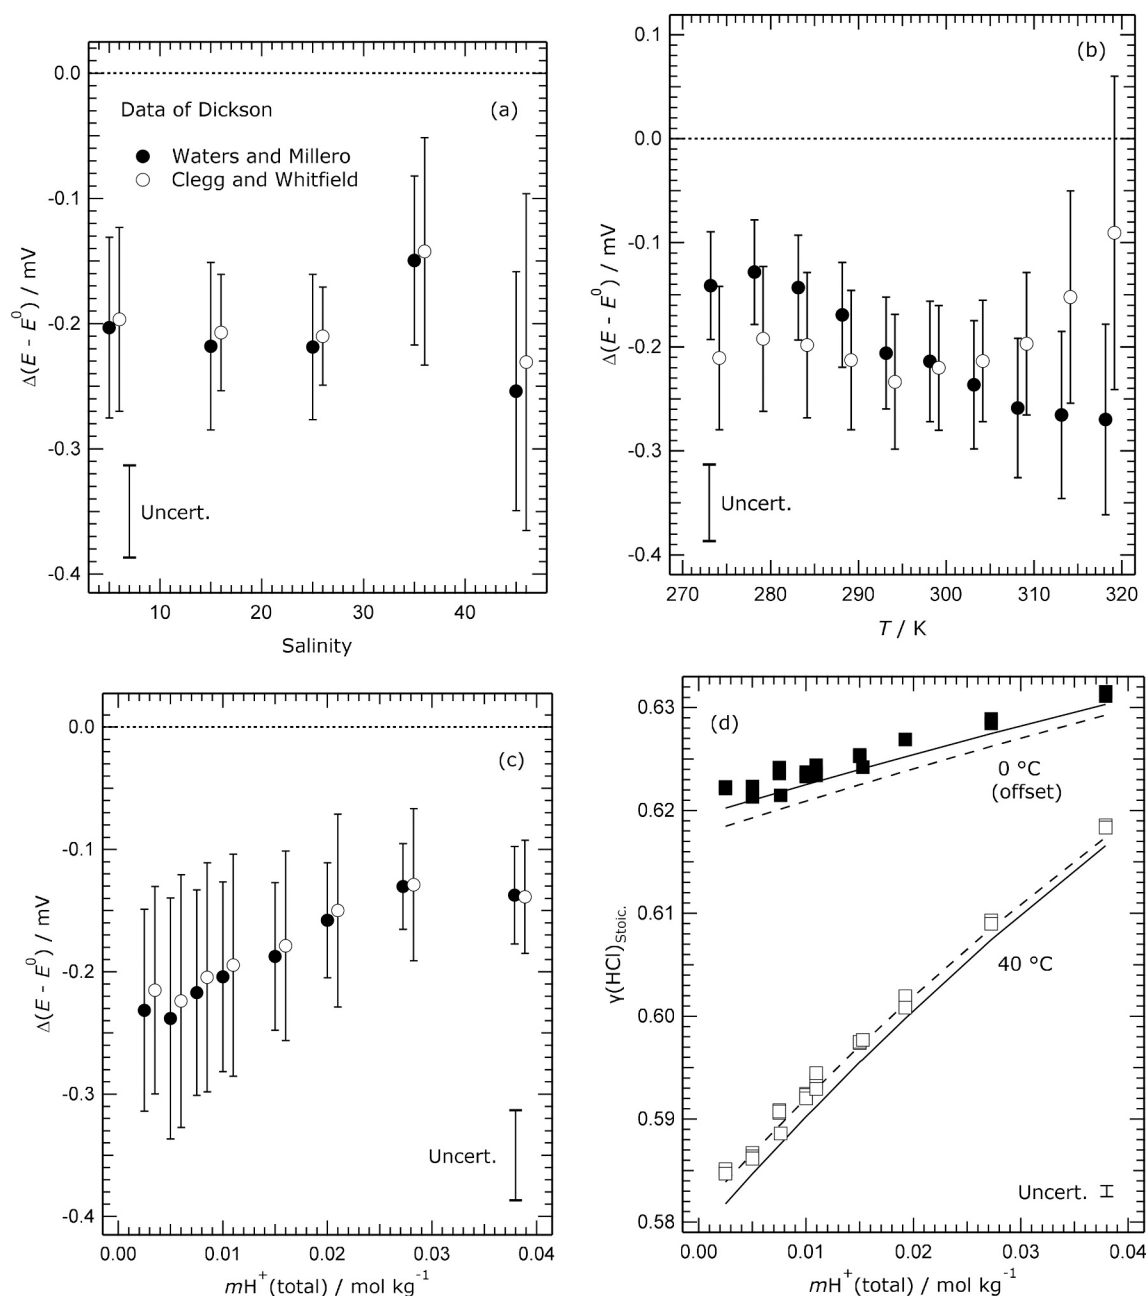 0.0
-0.1
-0.2
-0.3
-0.4
Δ(E - E⁰) / mV
Data of Dickson
(a)
Waters and Millero
Clegg and Whitfield
Uncert.
10
20
30
40
Salinity
0.1
0.0
-0.1
-0.2
-0.3
-0.4
Δ(E - E⁰) / mV
(b)
Uncert.
270
280
290
300
310
320
T / K
0.0
-0.1
-0.2
-0.3
-0.4
Δ(E - E⁰) / mV
(c)
Uncert.
0.00
0.01
0.02
0.03
0.04
mH⁺(total) / mol kg⁻¹
0.63
0.62
0.61
0.60
0.59
0.58
γ(HCl)Stoic.
(d)
0 °C
(offset)
40 °C
Uncert.
0.00
0.01
0.02
0.03
0.04
mH⁺(total) / mol kg⁻¹